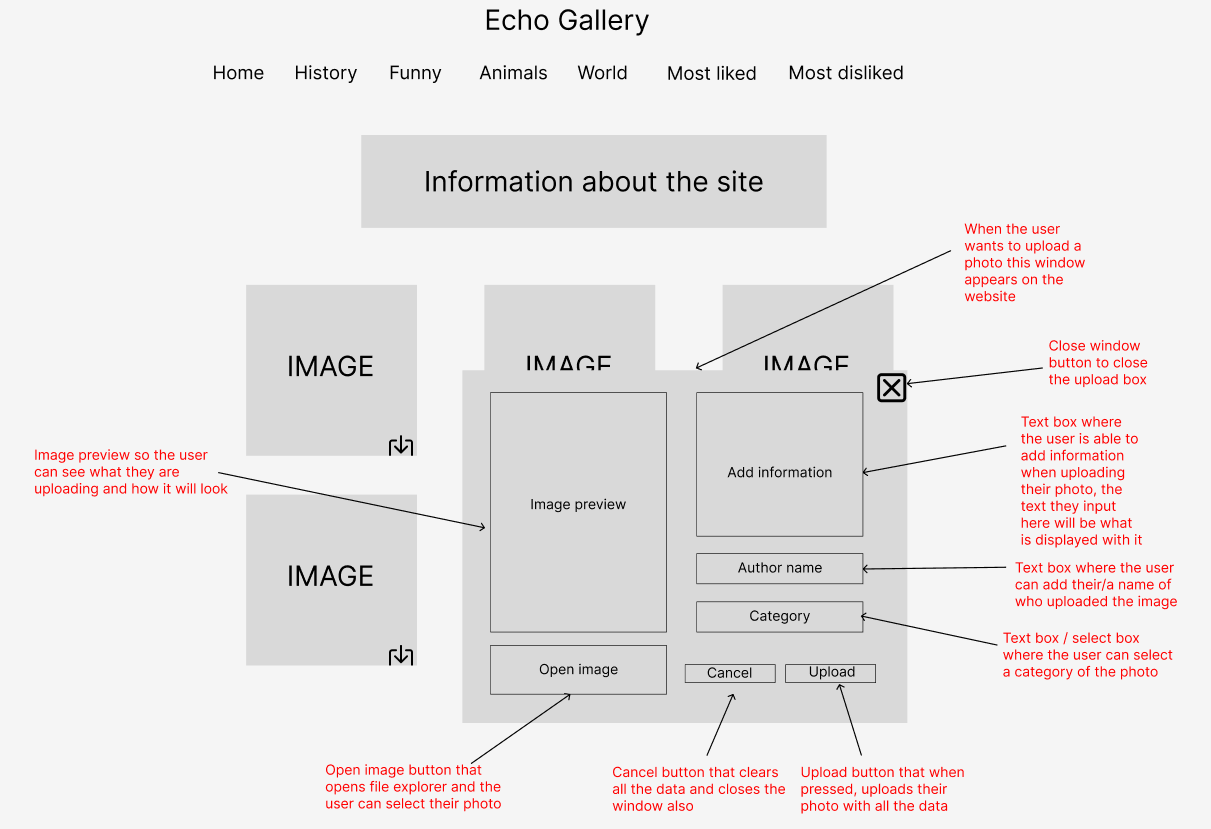 Echo Gallery
Home History Funny Animals World Most liked Most disliked
Information about the site
When the user
wants to upload a
photo this window
appears on the
website
IMAGE
IMAGE
IMAGE
Close window
button to close
the upload box
Image preview so the user
can see what they are
uploading and how it will look
Image preview
Add information
Text box where
the user is able to
add information
when uploading
their photo, the
text they input
here will be what
is displayed with it
IMAGE
Author name
Text box where the user
can add their/a name of
who uploaded the image
Category
Text box / select box
where the user can select
a category of the photo
Open image
Cancel
Upload
Open image button that
opens file explorer and the
user can select their photo
Cancel button that clears
all the data and closes the
window also
Upload button that when
pressed, uploads their
photo with all the data